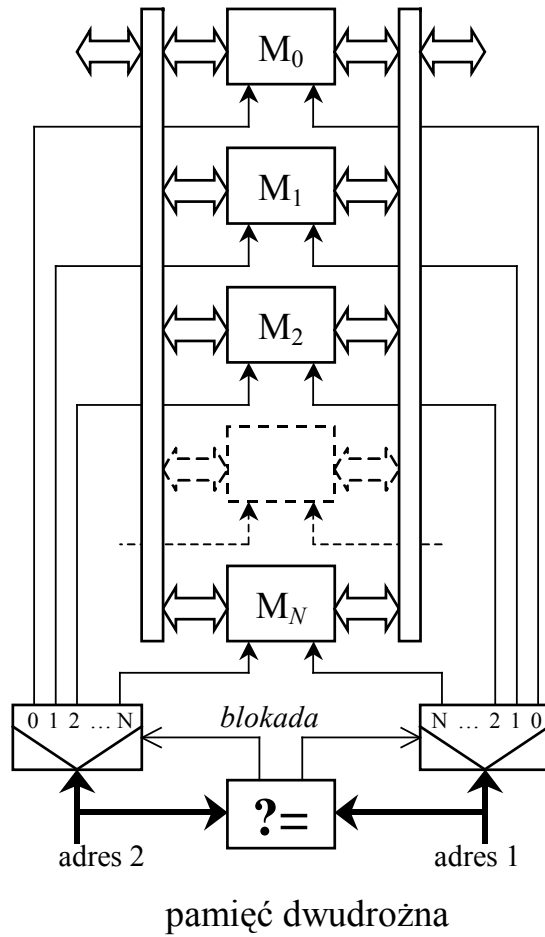 M0
M1
M2
MN
0 1 2 … N
blokada
N … 2 1 0
?=
adres 2
adres 1
pamięć dwudrożna